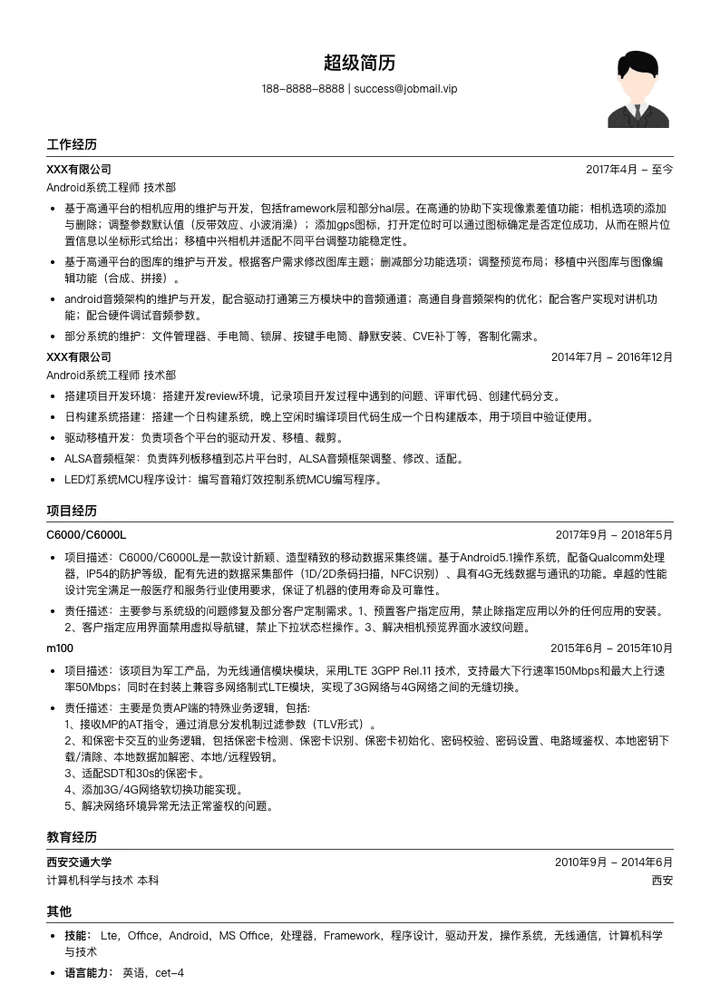 超级简历
188-8888-8888 | success@jobmail.vip
工作经历
XXX有限公司 2017年4月 – 至今
Android系统工程师 技术部
• 基于高通平台的相机应用的维护与开发，包括framework层和部分hal层。在高通的协助下实现像素差值功能；相机选项的添加
与删除；调整参数默认值（反带效应、小波消澡）；添加gps图标，打开定位时可以通过图标确定是否定位成功，从而在照片位
置信息以坐标形式给出；移植中兴相机并适配不同平台调整功能稳定性。
• 基于高通平台的图库的维护与开发。根据客户需求修改图库主题；删减部分功能选项；调整预览布局；移植中兴图库与图像编
辑功能（合成、拼接）。
• android音频架构的维护与开发，配合驱动打通第三方模块中的音频通道；高通自身音频架构的优化；配合客户实现对讲机功
能；配合硬件调试音频参数。
• 部分系统的维护：文件管理器、手电筒、锁屏、按键手电筒、静默安装、CVE补丁等，客制化需求。
XXX有限公司 2014年7月 – 2016年12月
Android系统工程师 技术部
• 搭建项目开发环境：搭建开发review环境，记录项目开发过程中遇到的问题、评审代码、创建代码分支。
• 日构建系统搭建：搭建一个日构建系统，晚上空闲时编译项目代码生成一个日构建版本，用于项目中验证使用。
• 驱动移植开发：负责项各个平台的驱动开发、移植、裁剪。
• ALSA音频框架：负责阵列板移植到芯片平台时，ALSA音频框架调整、修改、适配。
• LED灯系统MCU程序设计：编写音箱灯效控制系统MCU编写程序。
项目经历
C6000/C6000L 2017年9月 – 2018年5月
• 项目描述：C6000/C6000L是一款设计新颖、造型精致的移动数据采集终端。基于Android5.1操作系统，配备Qualcomm处理
器，IP54的防护等级，配有先进的数据采集部件（1D/2D条码扫描，NFC识别）、具有4G无线数据与通讯的功能。卓越的性能
设计完全满足一般医疗和服务行业使用要求，保证了机器的使用寿命及可靠性。
• 责任描述：主要参与系统级的问题修复及部分客户定制需求。1、预置客户指定应用，禁止除指定应用以外的任何应用的安装。
2、客户指定应用界面禁用虚拟导航键，禁止下拉状态栏操作。3、解决相机预览界面水波纹问题。
m100 2015年6月 – 2015年10月
• 项目描述：该项目为军工产品，为无线通信模块模块，采用LTE 3GPP Rel.11 技术，支持最大下行速率150Mbps和最大上行速
率50Mbps；同时在封装上兼容多网络制式LTE模块，实现了3G网络与4G网络之间的无缝切换。
• 责任描述：主要是负责AP端的特殊业务逻辑，包括:
1、接收MP的AT指令，通过消息分发机制过滤参数（TLV形式）。
2、和保密卡交互的业务逻辑，包括保密卡检测、保密卡识别、保密卡初始化、密码校验、密码设置、电路域鉴权、本地密钥下
载/清除、本地数据加解密、本地/远程毁钥。
3、适配SDT和30s的保密卡。
4、添加3G/4G网络软切换功能实现。
5、解决网络环境异常无法正常鉴权的问题。
教育经历
西安交通大学 2010年9月 – 2014年6月
计算机科学与技术 本科 西安
其他
• 技能： Lte，Office，Android，MS Office，处理器，Framework，程序设计，驱动开发，操作系统，无线通信，计算机科学
与技术
• 语言能力： 英语，cet-4